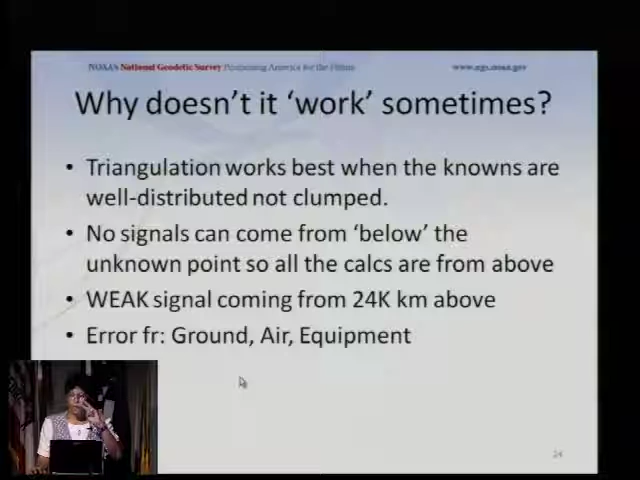 NOAA's National Geodetic Survey Positioning America for the Future www.ngs.noaa.gov
Why doesn't it 'work' sometimes?
• Triangulation works best when the knowns are
well-distributed not clumped.
• No signals can come from 'below' the
unknown point so all the calcs are from above
• WEAK signal coming from 24K km above
• Error fr: Ground, Air, Equipment
24